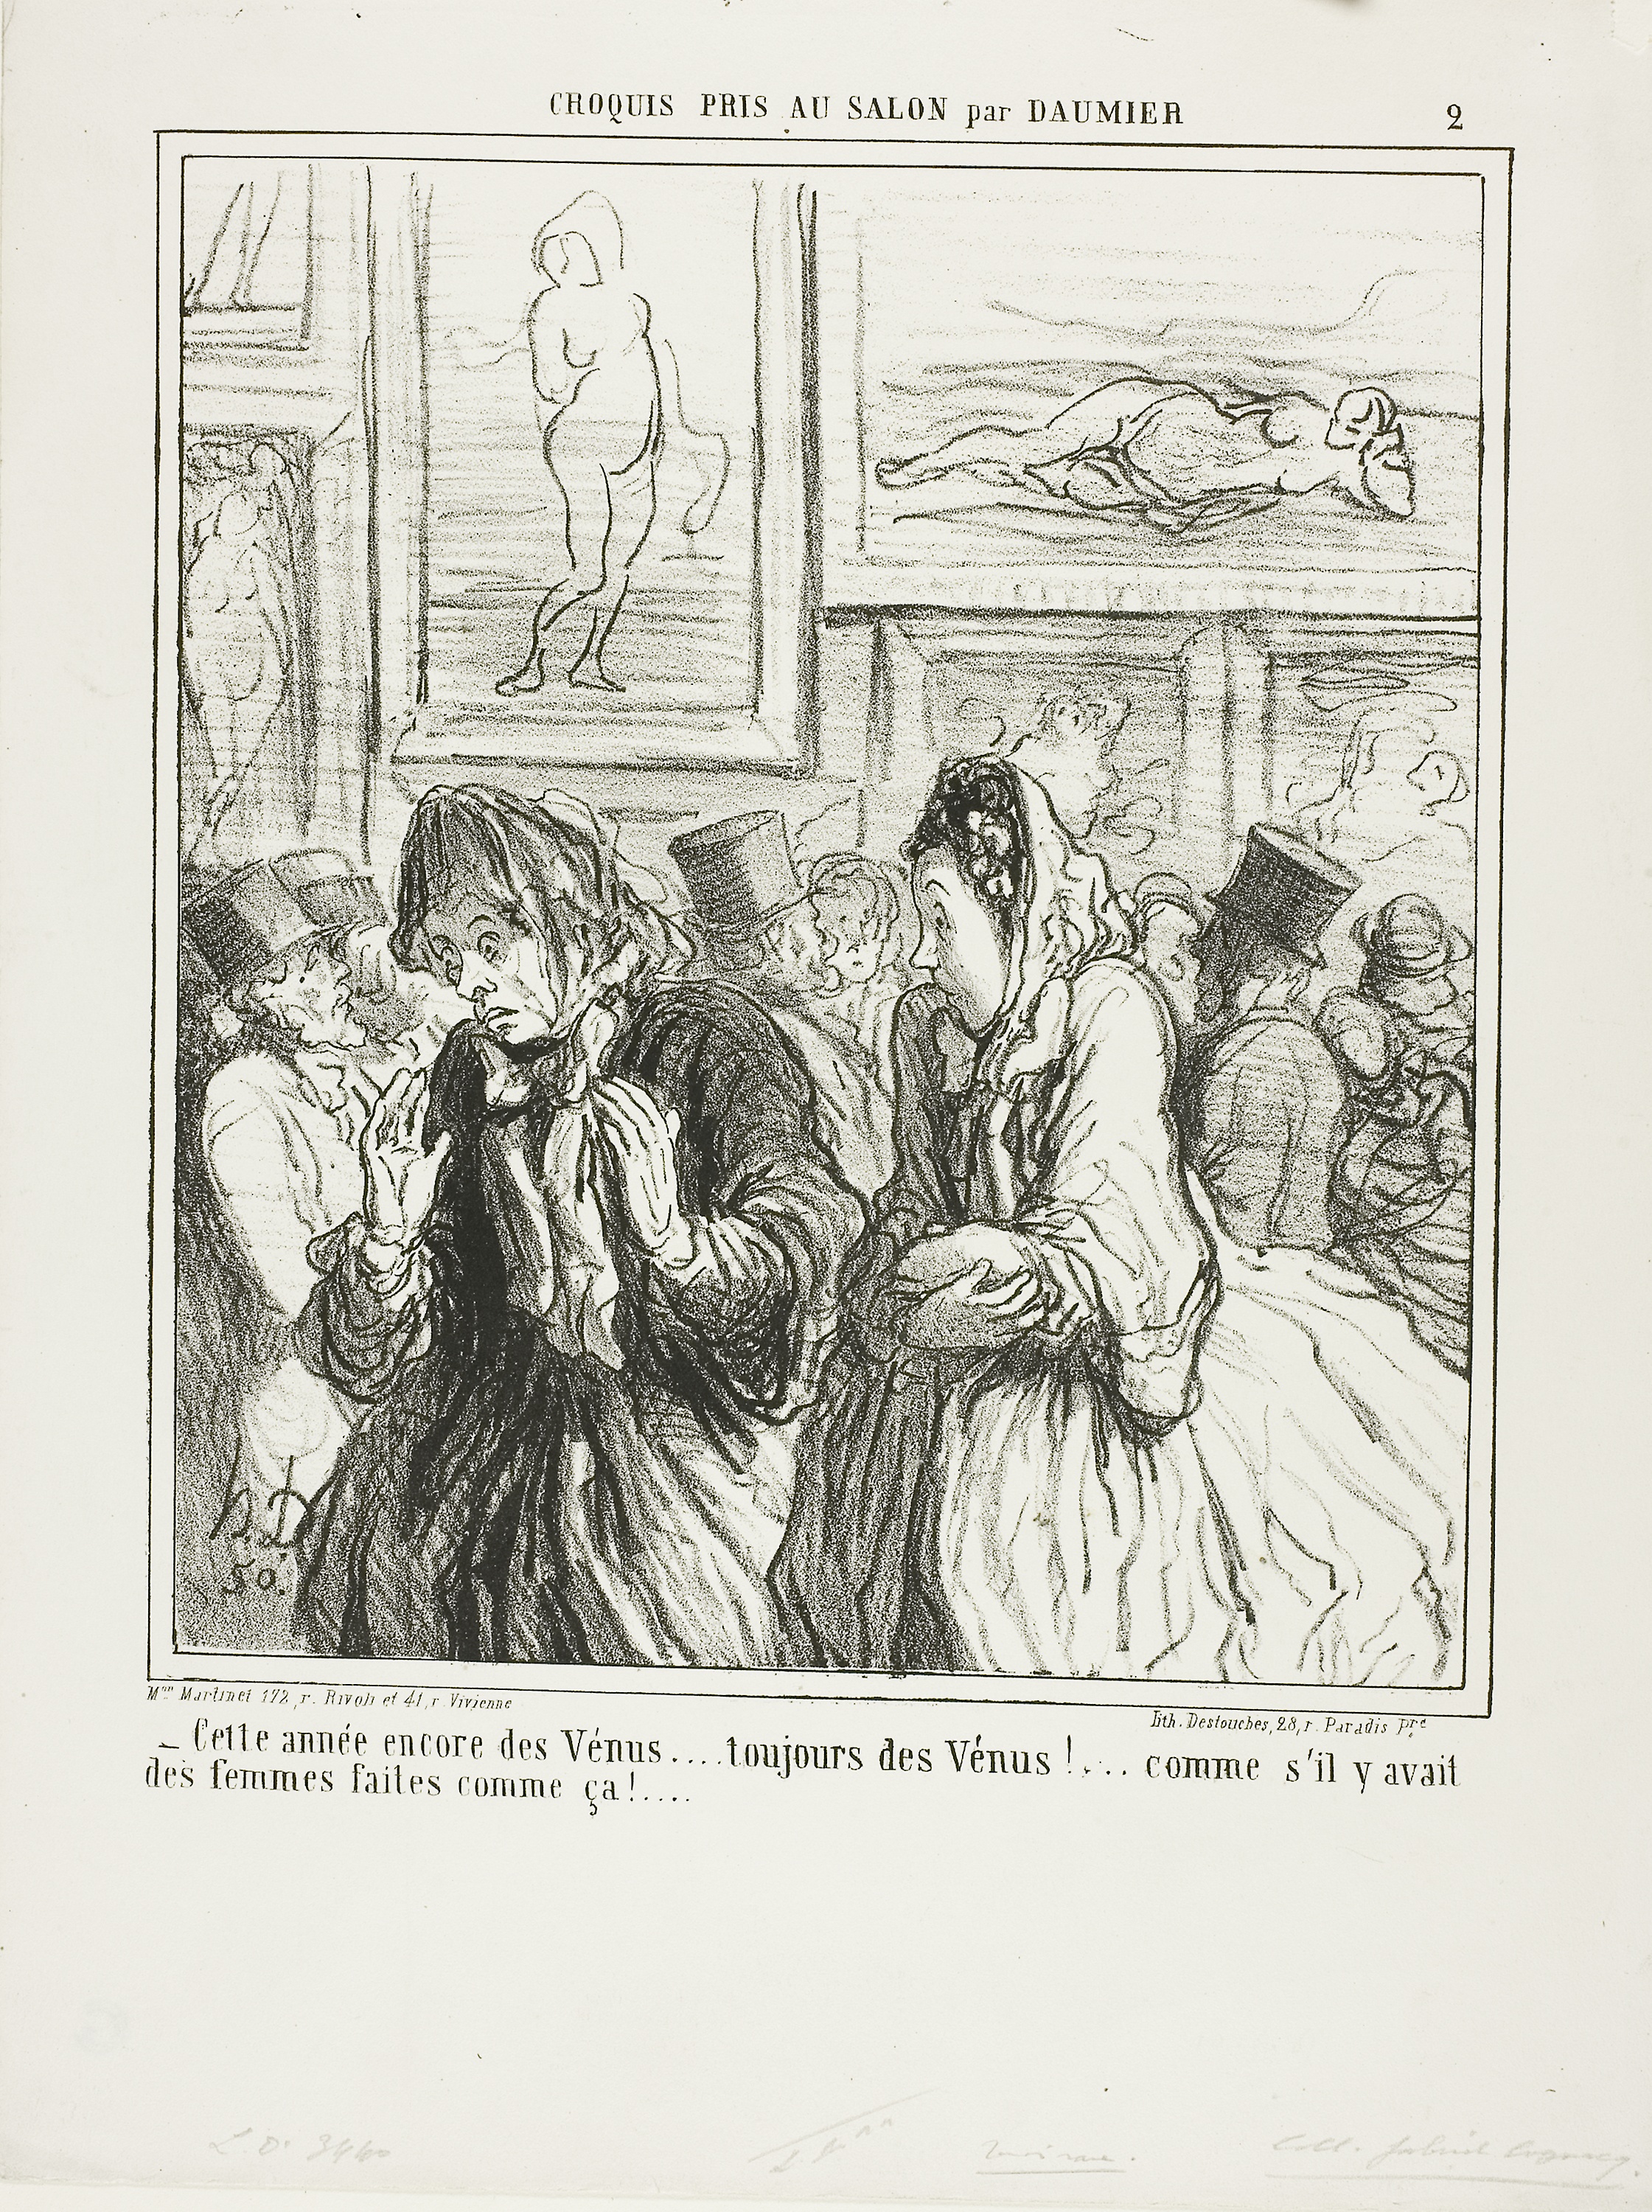 CROQUIS PRIS AU SALON par DAUMIER
2
h.D.
50.
Mon Martinet 172, r. Rivoli et 41, r. Vivienne
Lith. Destouches, 28, r. Paradis Pre
_ Cette année encore des Vénus....toujours des Vénus !.... comme s'il y avait
des femmes faites comme ça !....
L.D. 3440